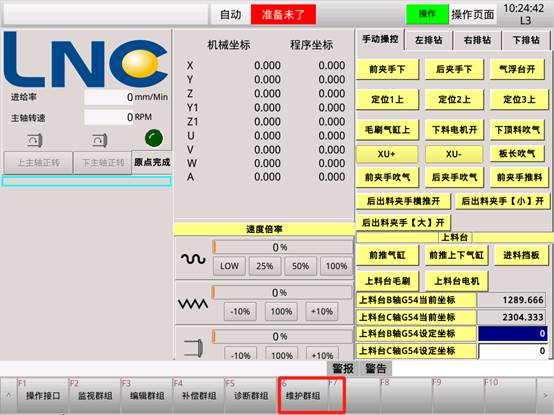 自动
准备未了
操作
操作页面
10:24:42
L3
LNC
进给率 0 mm/Min
主轴转速 0 RPM
上主轴正转 下主轴正转 原点完成
机械坐标 程序坐标
X 0.000 0.000
Y 0.000 0.000
Z 0.000 0.000
Y1 0.000 0.000
Z1 0.000 0.000
U 0.000 0.000
V 0.000 0.000
W 0.000 0.000
A 0.000 0.000
速度倍率
0 %
LOW 25% 50% 100%
0 %
-10% 100% +10%
0 %
-10% 100% +10%
手动操控 左排钻 右排钻 下排钻
前夹手下 后夹手下 气浮台开
定位1上 定位2上 定位3上
毛刷气缸上 下料电机开 下顶料吹气
XU+ XU- 板长吹气
前夹手吹气 后夹手吹气 前夹手推料
后出料夹手横推开 后出料夹手【小】开
后出料夹手【大】开
上料台
前推气缸 前推上下气缸 进料挡板
上料台毛刷 上料台电机
上料台B轴G54当前坐标 1289.666
上料台C轴G54当前坐标 2304.333
上料台B轴G54设定坐标 0
上料台C轴G54设定坐标 0
警报 警告
^ F1 操作接口 F2 监视群组 F3 编辑群组 F4 补偿群组 F5 诊断群组 F6 维护群组 F7 F8 F9 F10 >